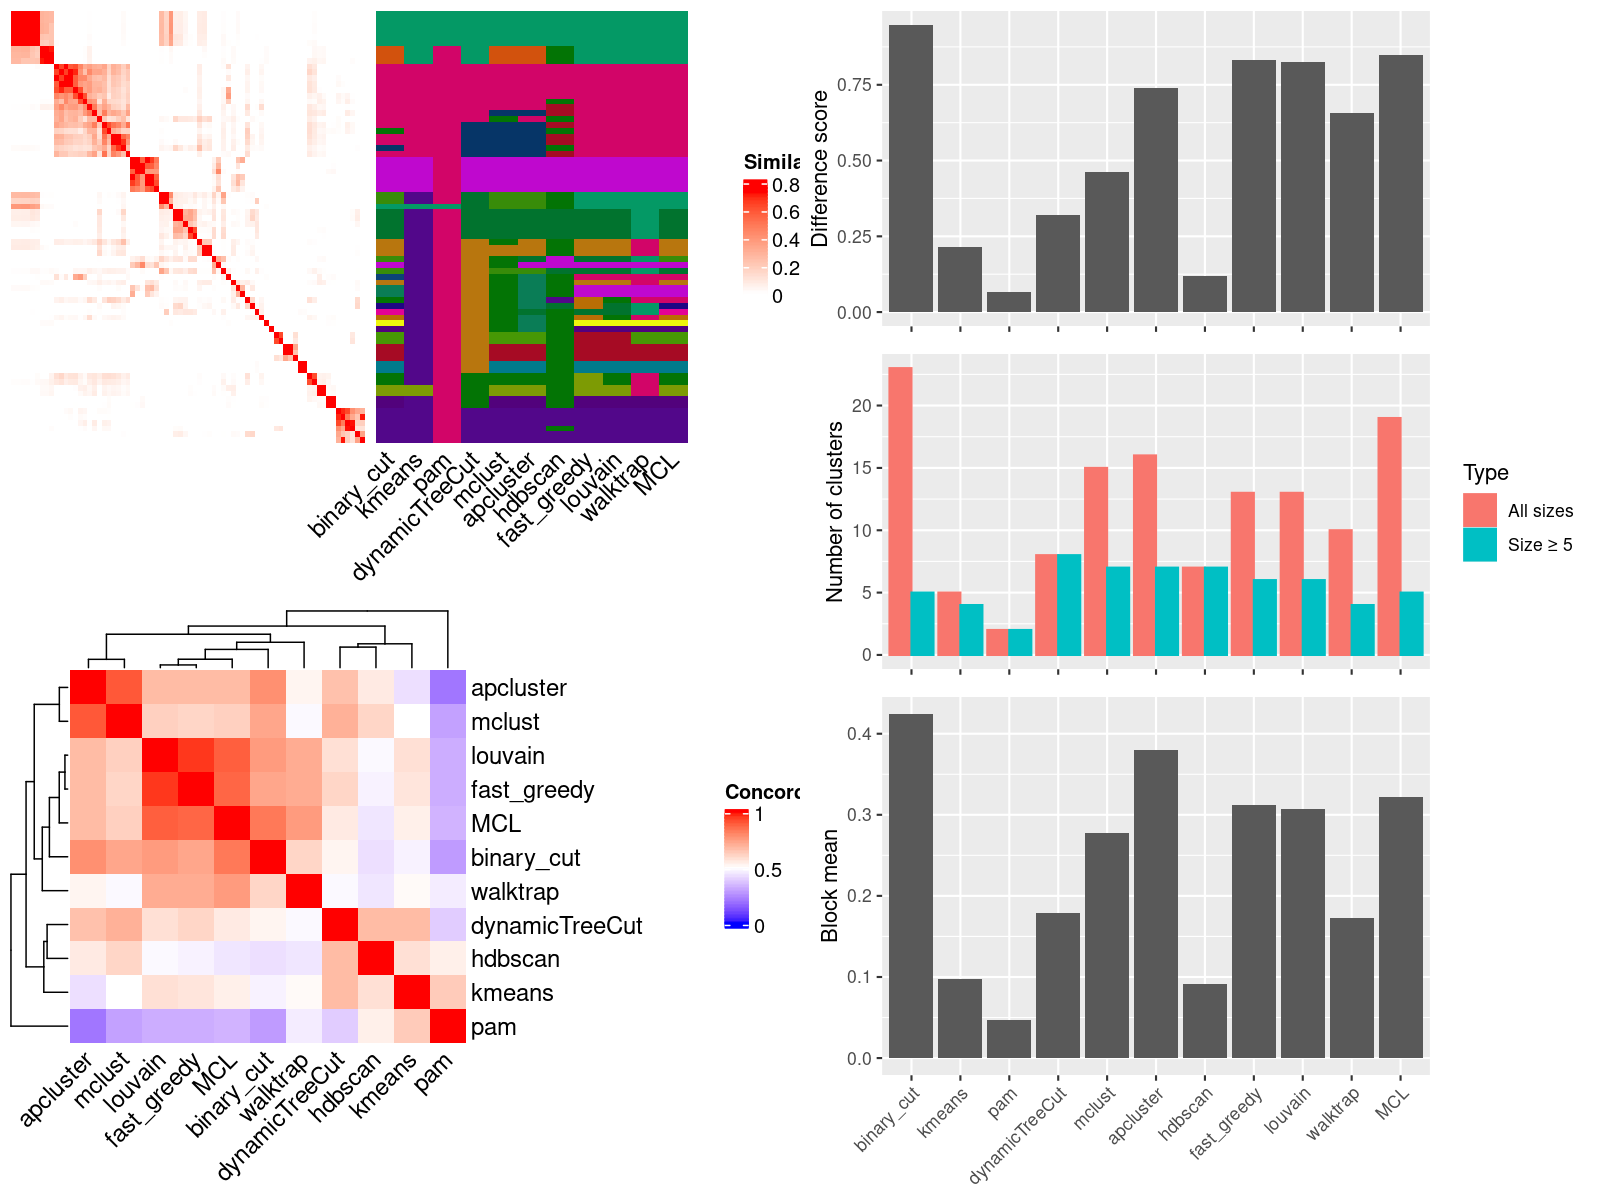 Simila
0.8
0.6
0.4
0.2
0
binary_cut
kmeans
pam
dynamicTreeCut
mclust
apcluster
hdbscan
fast_greedy
louvain
walktrap
MCL
apcluster
mclust
louvain
fast_greedy
MCL
binary_cut
walktrap
dynamicTreeCut
hdbscan
kmeans
pam
apcluster
mclust
louvain
fast_greedy
MCL
binary_cut
walktrap
dynamicTreeCut
hdbscan
kmeans
pam
Concord
1
0.5
0
Difference score
0.75
0.50
0.25
0.00
Number of clusters
20
15
10
5
0
Type
All sizes
Size ≥ 5
Block mean
0.4
0.3
0.2
0.1
0.0
binary_cut
kmeans
pam
dynamicTreeCut
mclust
apcluster
hdbscan
fast_greedy
louvain
walktrap
MCL